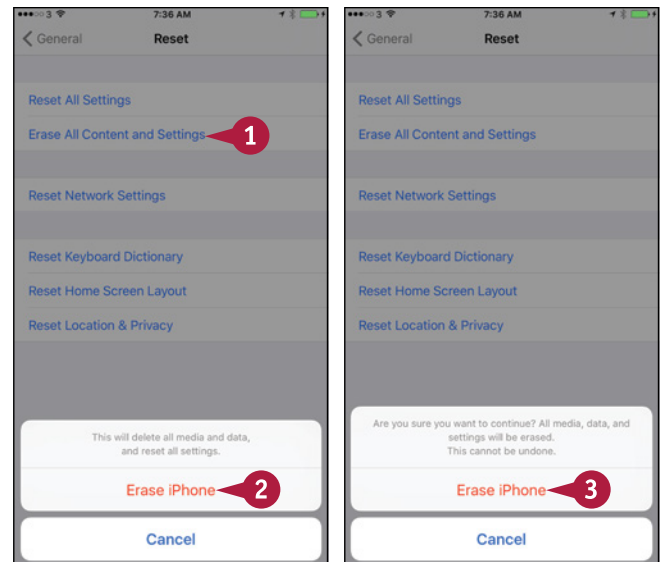 3 7:36 AM
General Reset
Reset All Settings
Erase All Content and Settings 1
Reset Network Settings
Reset Keyboard Dictionary
Reset Home Screen Layout
Reset Location & Privacy
This will delete all media and data,
and reset all settings.
Erase iPhone 2
Cancel
3 7:36 AM
General Reset
Reset All Settings
Erase All Content and Settings
Reset Network Settings
Reset Keyboard Dictionary
Reset Home Screen Layout
Reset Location & Privacy
Are you sure you want to continue? All media, data, and
settings will be erased.
This cannot be undone.
Erase iPhone 3
Cancel